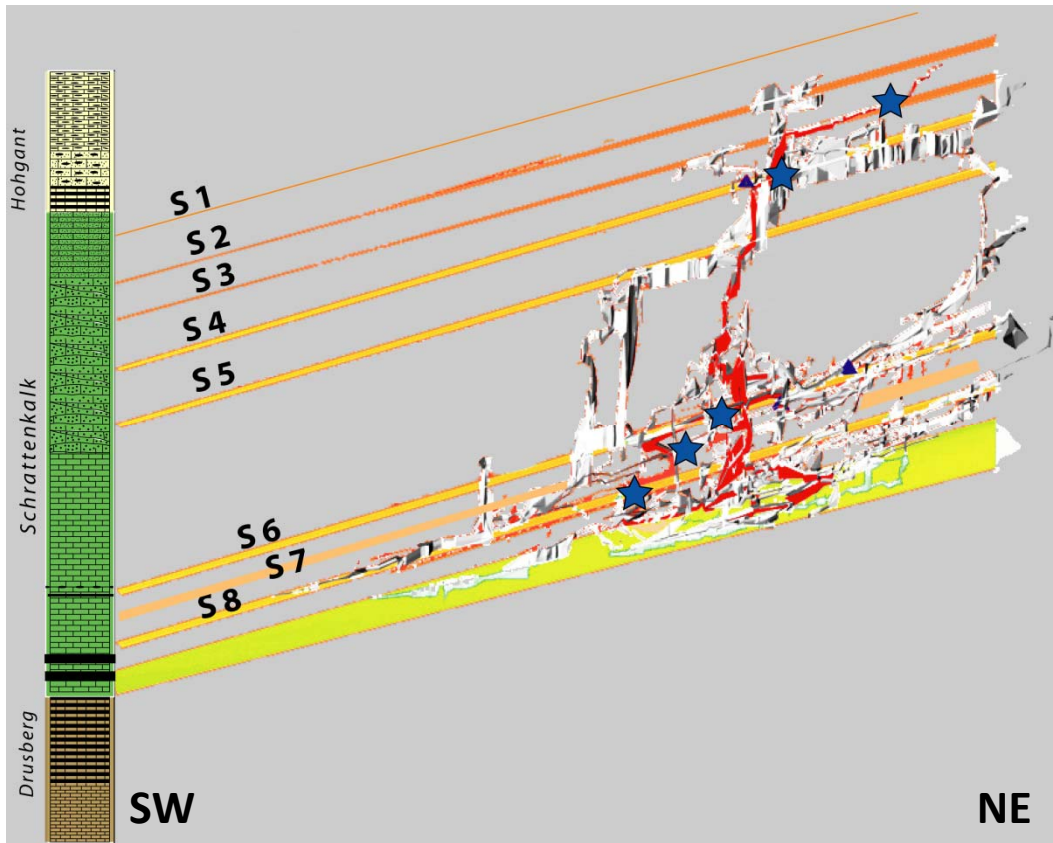 Hohgant
Schrattenkalk
Drusberg
S 1
S 2
S 3
S 4
S 5
S 6
S 7
S 8
SW
NE